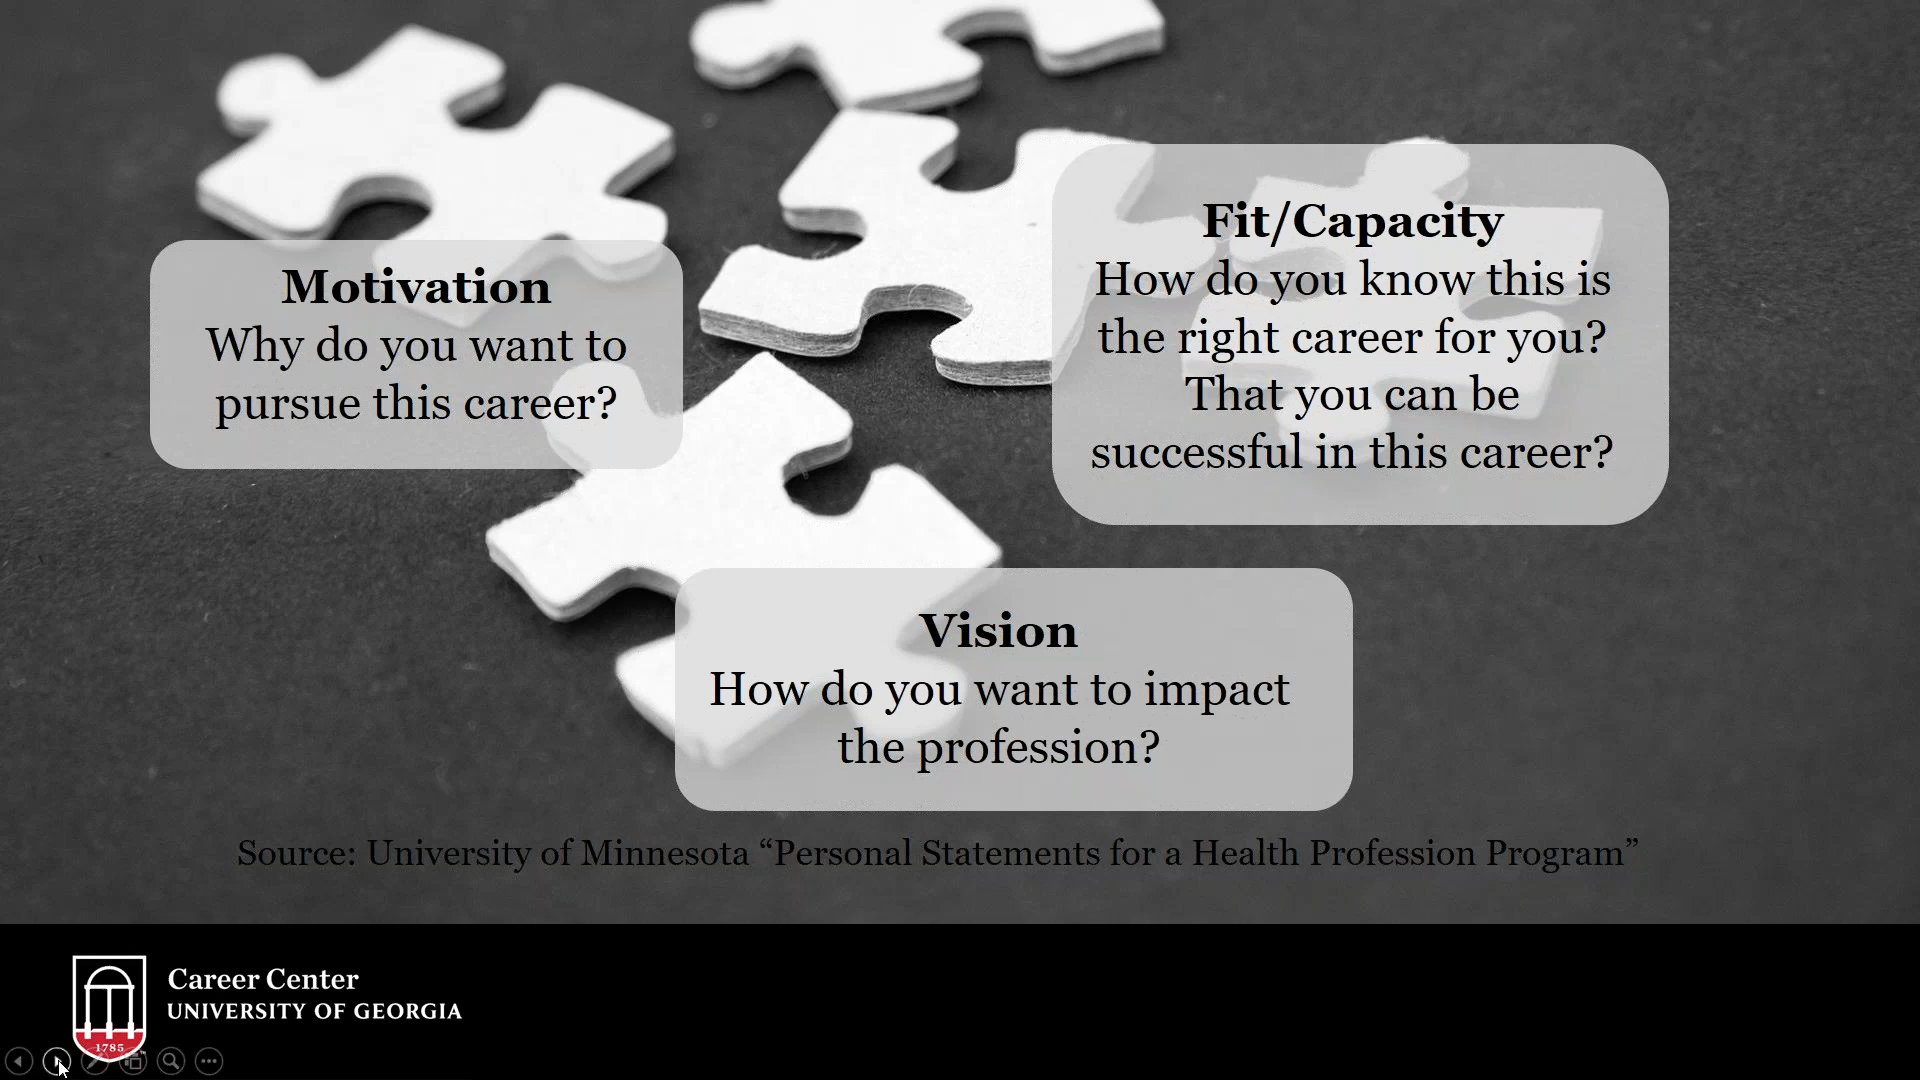 Motivation
Why do you want to
pursue this career?
Fit/Capacity
How do you know this is
the right career for you?
That you can be
successful in this career?
Vision
How do you want to impact
the profession?
Source: University of Minnesota “Personal Statements for a Health Profession Program”
Career Center
UNIVERSITY OF GEORGIA
1785